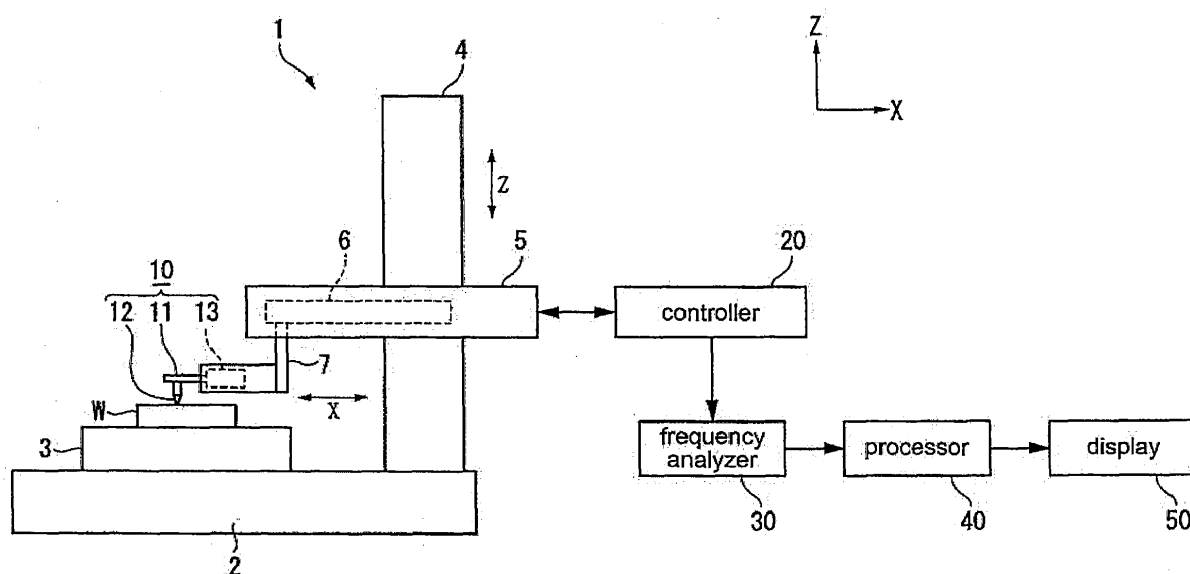 1
4
Z
X
Z
6
5
20
10
12 11 13
controller
7
W
X
3
frequency
analyzer
processor
display
30
40
50
2